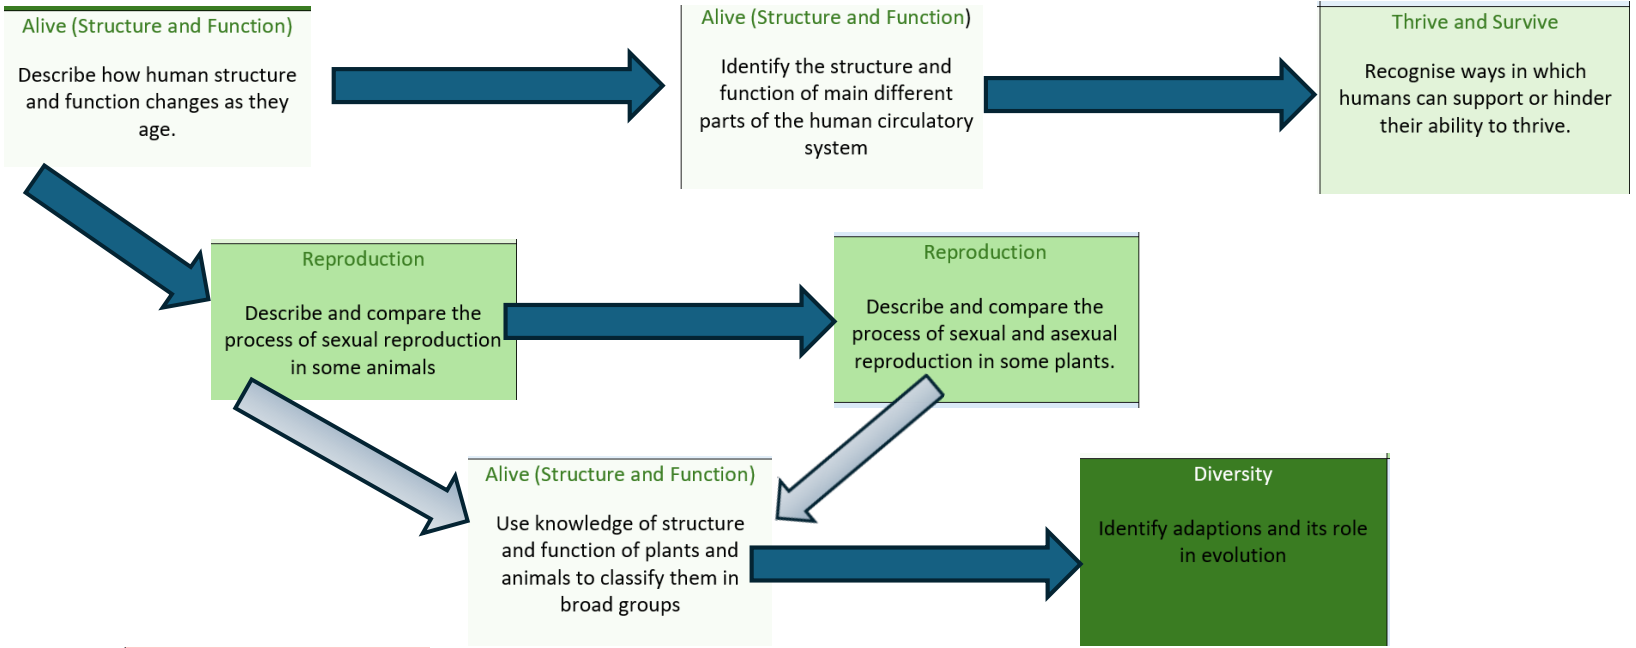 Alive (Structure and Function)
Describe how human structure
and function changes as they
age.
Alive (Structure and Function)
Identify the structure and
function of main different
parts of the human circulatory
system
Thrive and Survive
Recognise ways in which
humans can support or hinder
their ability to thrive.
Reproduction
Describe and compare the
process of sexual reproduction
in some animals
Reproduction
Describe and compare the
process of sexual and asexual
reproduction in some plants.
Alive (Structure and Function)
Use knowledge of structure
and function of plants and
animals to classify them in
broad groups
Diversity
Identify adaptions and its role
in evolution